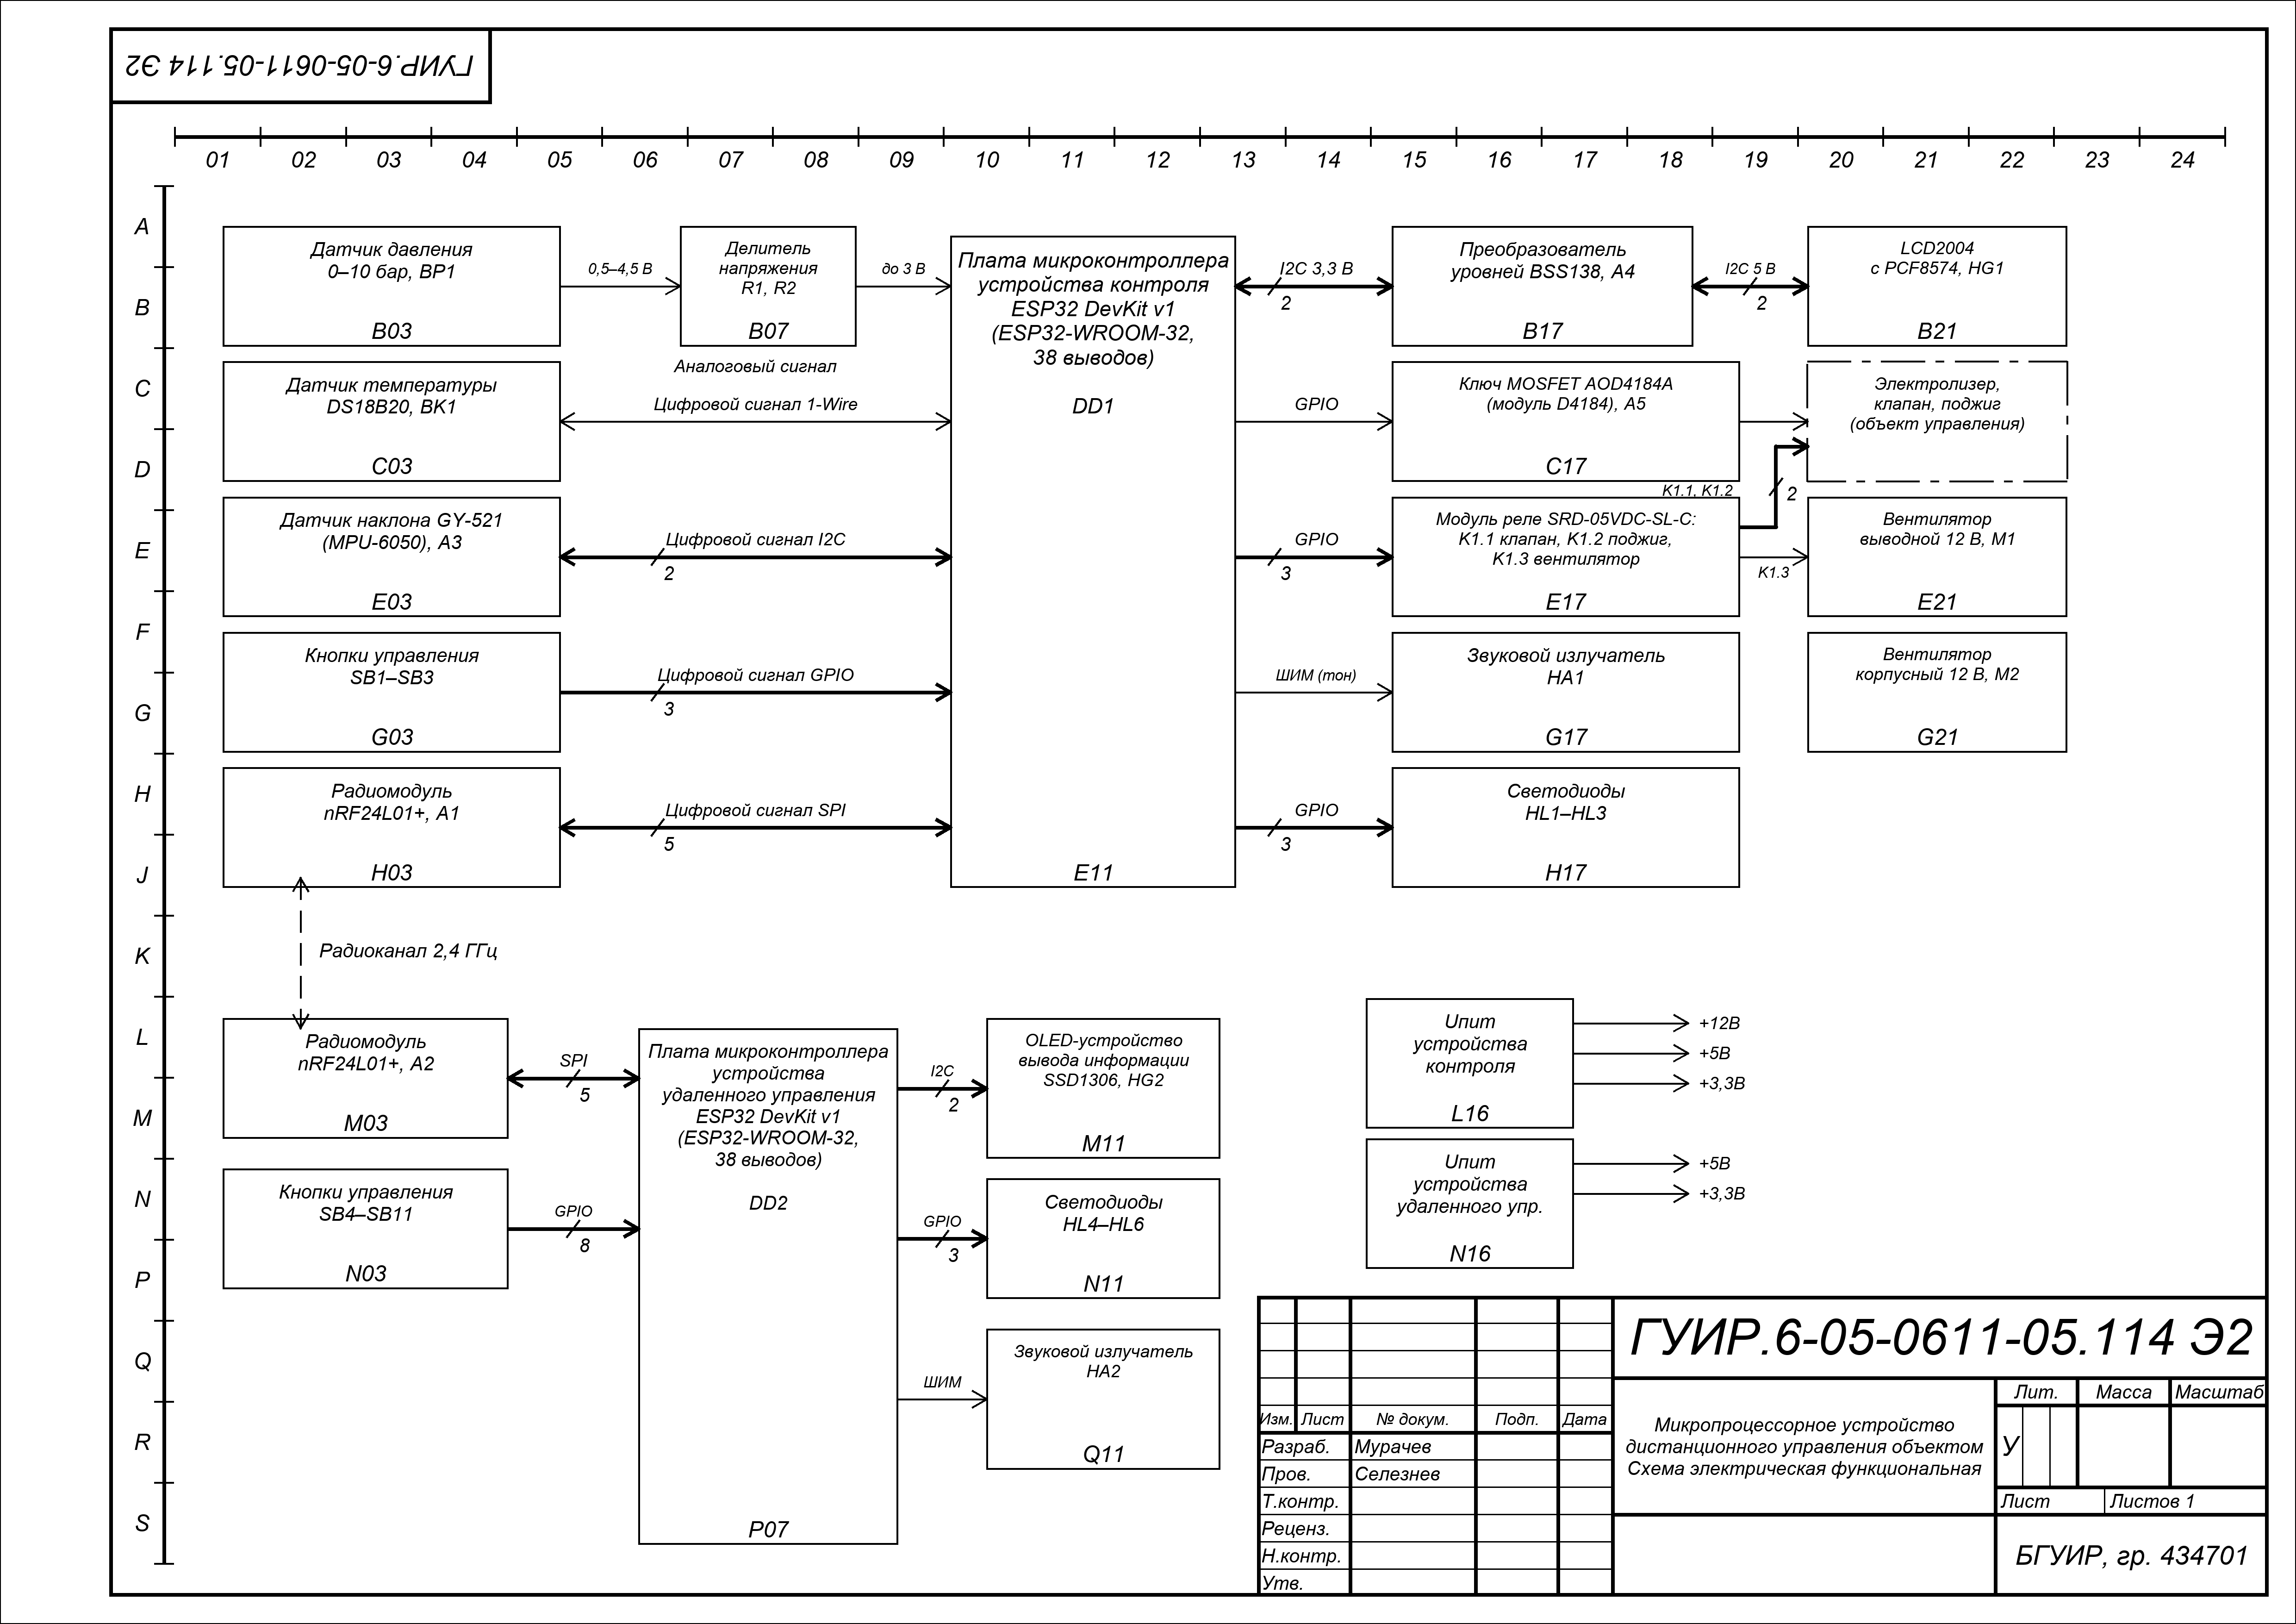 ГУИР.6-05-0611-05.114 Э2
01 02 03 04 05 06 07 08 09 10 11 12 13 14 15 16 17 18 19 20 21 22 23 24
A
B
C
D
E
F
G
H
J
K
L
M
N
P
Q
R
S
Датчик давления
0–10 бар, BP1
B03
0,5–4,5 В
Делитель
напряжения
R1, R2
B07
до 3 В
Аналоговый сигнал
Датчик температуры
DS18B20, BK1
C03
Цифровой сигнал 1-Wire
Датчик наклона GY-521
(MPU-6050), A3
E03
Цифровой сигнал I2C
2
Кнопки управления
SB1–SB3
G03
Цифровой сигнал GPIO
3
Радиомодуль
nRF24L01+, A1
H03
Цифровой сигнал SPI
5
Плата микроконтроллера
устройства контроля
ESP32 DevKit v1
(ESP32-WROOM-32,
38 выводов)
DD1
E11
I2C 3,3 В
2
Преобразователь
уровней BSS138, A4
B17
I2C 5 В
2
LCD2004
с PCF8574, HG1
B21
GPIO
Ключ MOSFET AOD4184A
(модуль D4184), A5
C17
Электролизер,
клапан, поджиг
(объект управления)
K1.1, K1.2
2
GPIO
3
Модуль реле SRD-05VDC-SL-C:
K1.1 клапан, K1.2 поджиг,
K1.3 вентилятор
E17
K1.3
Вентилятор
выводной 12 В, M1
E21
ШИМ (тон)
Звуковой излучатель
HA1
G17
Вентилятор
корпусный 12 В, M2
G21
GPIO
3
Светодиоды
HL1–HL3
H17
Радиоканал 2,4 ГГц
Радиомодуль
nRF24L01+, A2
M03
SPI
5
Кнопки управления
SB4–SB11
N03
GPIO
8
Плата микроконтроллера
устройства
удаленного управления
ESP32 DevKit v1
(ESP32-WROOM-32,
38 выводов)
DD2
P07
I2C
2
OLED-устройство
вывода информации
SSD1306, HG2
M11
GPIO
3
Светодиоды
HL4–HL6
N11
ШИМ
Звуковой излучатель
HA2
Q11
Uпит
устройства
контроля
L16
+12В
+5В
+3,3В
Uпит
устройства
удаленного упр.
N16
+5В
+3,3В
ГУИР.6-05-0611-05.114 Э2
Изм. Лист № докум. Подп. Дата
Разраб. Мурачев
Пров. Селезнев
Т.контр.
Реценз.
Н.контр.
Утв.
Микропроцессорное устройство
дистанционного управления объектом
Схема электрическая функциональная
Лит. Масса Масштаб
У
Лист Листов 1
БГУИР, гр. 434701